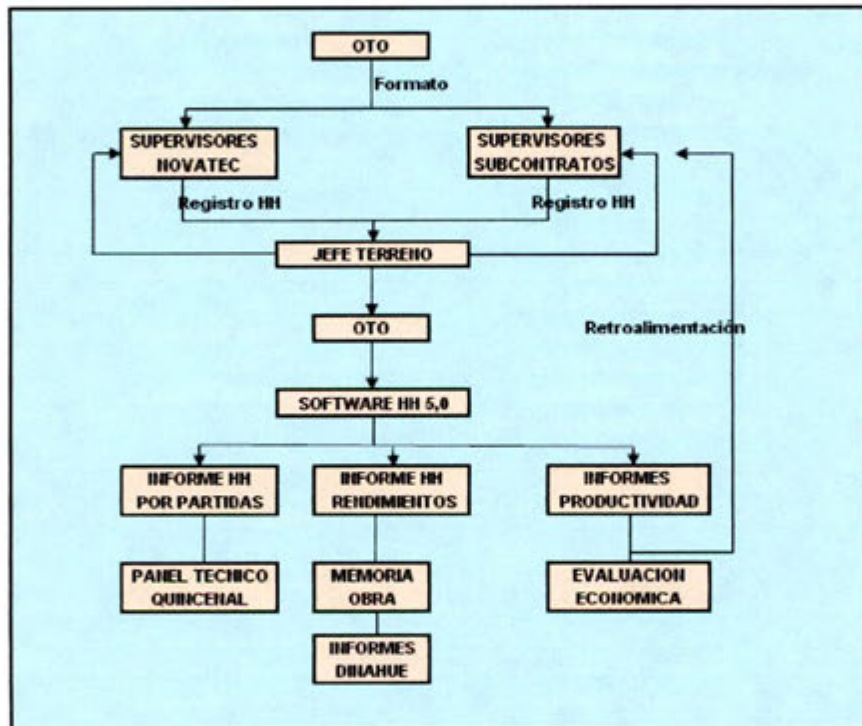 OTO
Formato
SUPERVISORES
NOVATEC
SUPERVISORES
SUBCONTRATOS
Registro HH
Registro HH
JEFE TERRENO
OTO
Retroalimentación
SOFTWARE HH 5,0
INFORME HH
POR PARTIDAS
INFORME HH
RENDIMIENTOS
INFORMES
PRODUCTIVIDAD
PANEL TECHICO
QUINCENAL
MEMORIA
OBRA
EVALUACION
ECONOMICA
INFORMES
DINAHUE